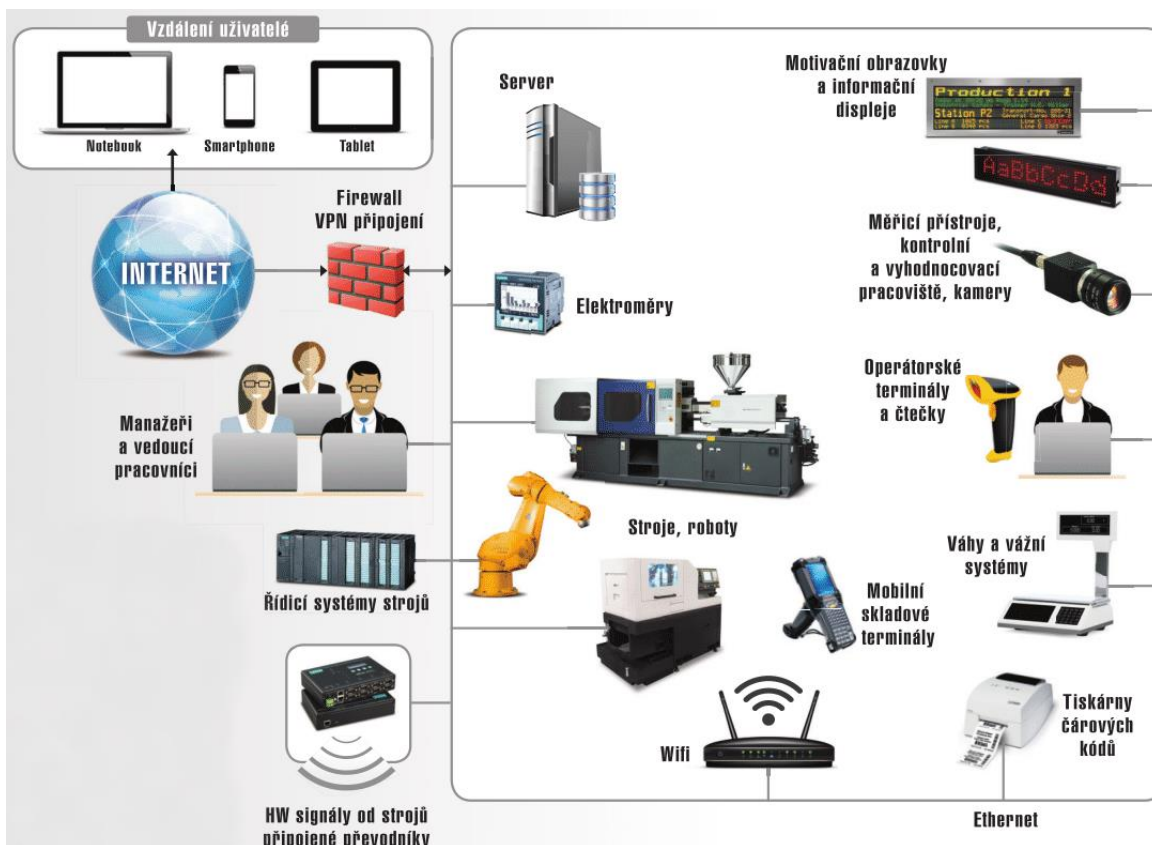 Vzdálení uživatelé
Notebook
Smartphone
Tablet
INTERNET
Firewall
VPN připojení
Manažeři
a vedoucí
pracovníci
Řídicí systémy strojů
HW signály od strojů
připojené převodníky
Server
Elektroměry
Stroje, roboty
Mobilní
skladové
terminály
Wifi
Motivační obrazovky
a informační
displeje
Production 1
Station P2
AaBbCcDd
Měřicí přístroje,
kontrolní
a vyhodnocovací
pracoviště, kamery
Operátorské
terminály
a čtečky
Váhy a vážní
systémy
Tiskárny
čárových
kódů
Ethernet